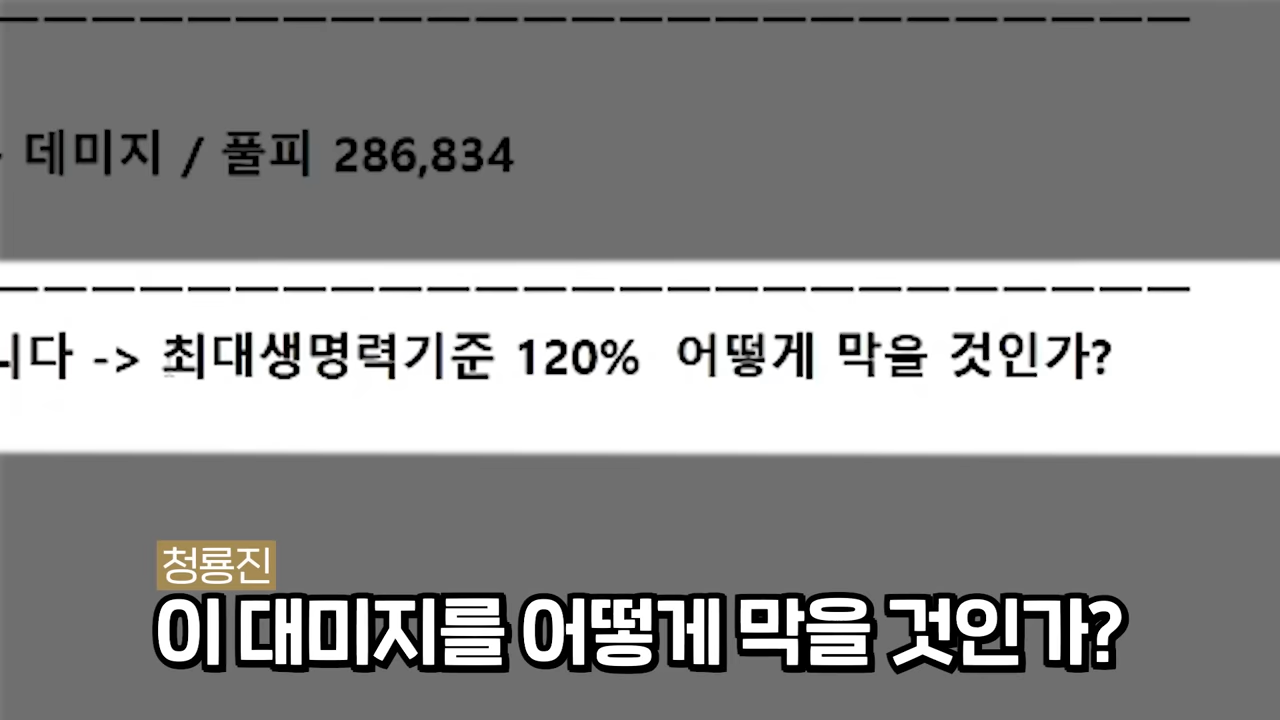 데미지 / 풀피 286,834
니다 -> 최대생명력기준 120% 어떻게 막을 것인가?
청룡진
이 대미지를 어떻게 막을 것인가?